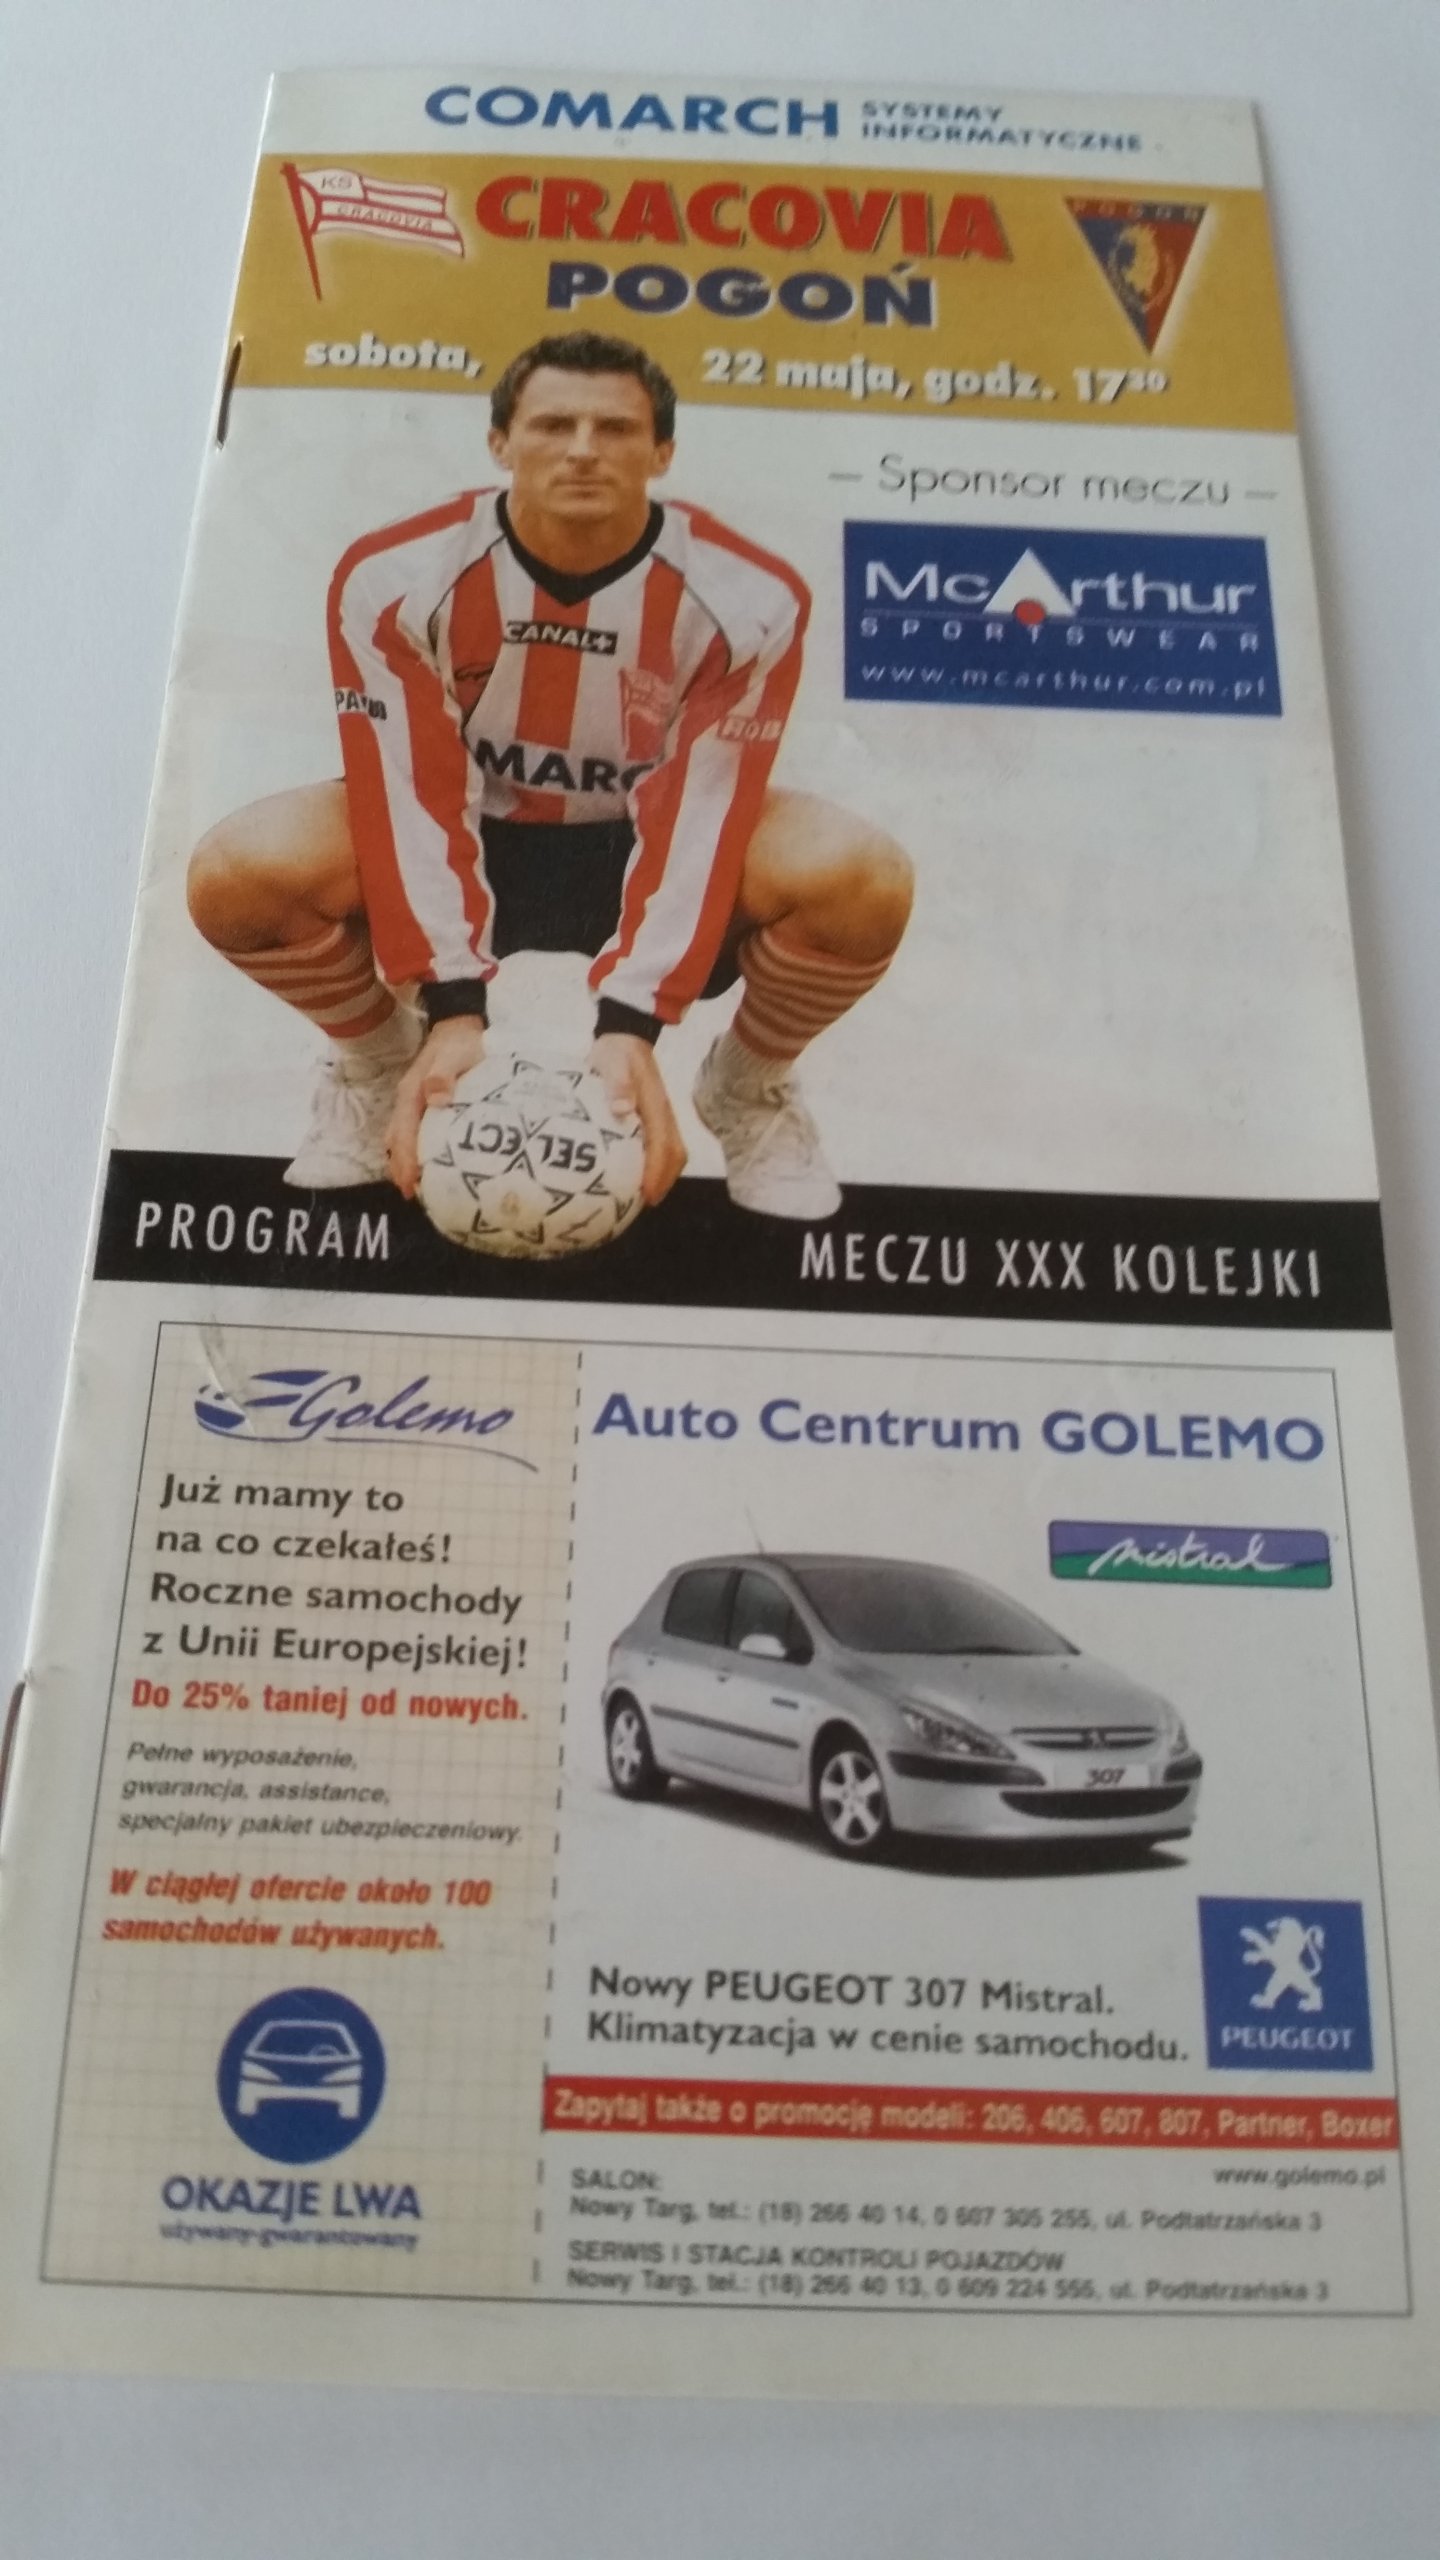 COMARCH SYSTEMY
INFORMATYCZNE
KS
CRACOVIA
CRACOVIA
POGOŃ
POGOŃ
sobota, 22 maja, godz. 17³⁰
– Sponsor meczu –
McArthur
SPORTSWEAR
www.mcarthur.com.pl
CANAL+
MARC
SELECT
PROGRAM MECZU XXX KOLEJKI
Golemo
Już mamy to
na co czekałeś!
Roczne samochody
z Unii Europejskiej!
Do 25% taniej od nowych.
Pełne wyposażenie,
gwarancja, assistance,
specjalny pakiet ubezpieczeniowy.
W ciągłej ofercie około 100
samochodów używanych.
OKAZJE LWA
używany-gwarantowany
Auto Centrum GOLEMO
mistral
307
Nowy PEUGEOT 307 Mistral.
Klimatyzacja w cenie samochodu.
PEUGEOT
Zapytaj także o promocję modeli: 206, 406, 607, 807, Partner, Boxer
www.golemo.pl
SALON:
Nowy Targ, tel.: (18) 266 40 14, 0 607 305 255, ul. Podtatrzańska 3
SERWIS I STACJA KONTROLI POJAZDÓW
Nowy Targ, tel.: (18) 266 40 13, 0 609 224 555, ul. Podtatrzańska 3